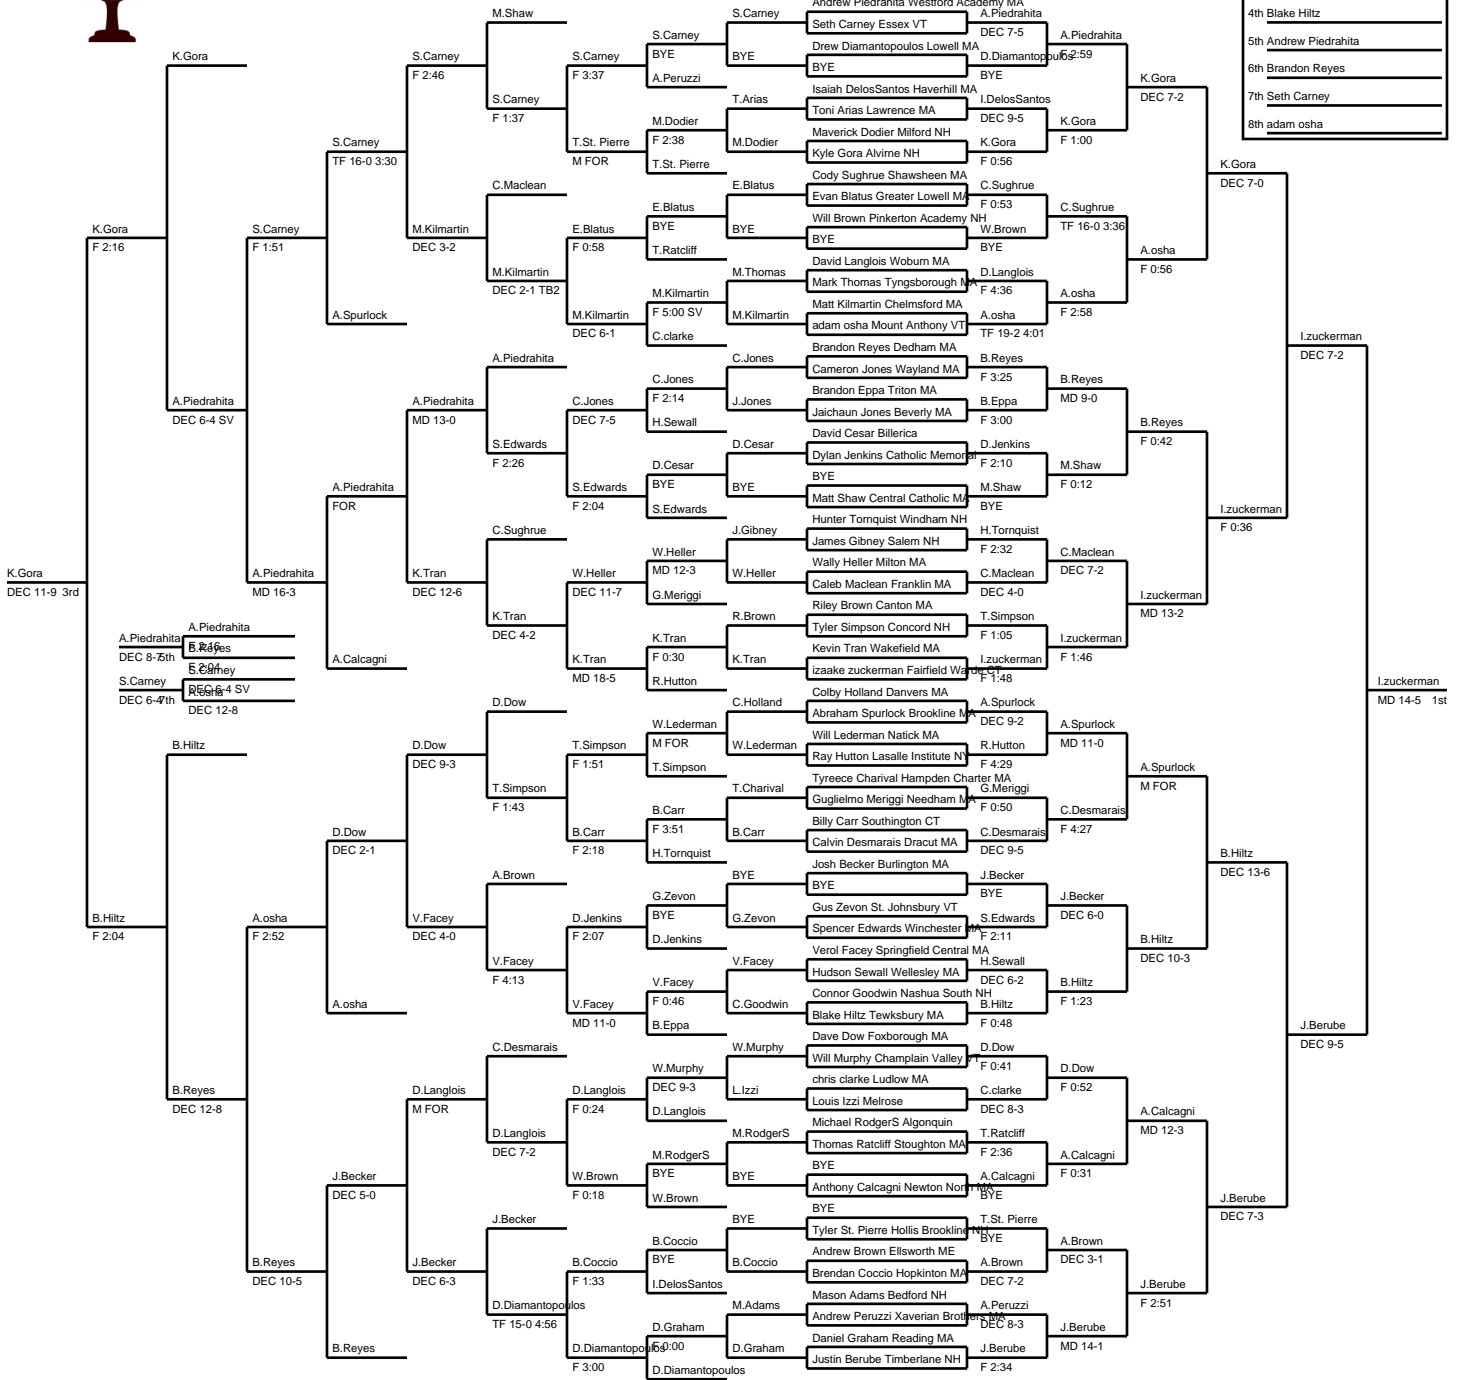 Andrew Piedrahita Westford Academy MA
M.Shaw S.Carney Seth Carney Essex VT A.Piedrahita 4th Blake Hiltz
DEC 7-5
S.Carney Drew Diamantopoulos Lowell MA A.Piedrahita 5th Andrew Piedrahita
K.Gora S.Carney S.Carney BYE BYE BYE D.Diamantopoulos F 2:59
F 2:46 F 3:37 BYE 6th Brandon Reyes
A.Peruzzi K.Gora
Isaiah DelosSantos Haverhill MA DEC 7-2 7th Seth Carney
S.Carney T.Arias Toni Arias Lawrence MA I.DelosSantos
F 1:37 DEC 9-5
M.Dodier Maverick Dodier Milford NH K.Gora 8th adam osha
S.Carney T.St. Pierre F 2:38 M.Dodier Kyle Gora Alvirne NH K.Gora F 1:00
TF 16-0 3:30 M FOR F 0:56
T.St. Pierre K.Gora
Cody Sughrue Shawsheen MA DEC 7-0
C.Maclean E.Blatus Evan Blatus Greater Lowell MA C.Sughrue
F 0:53
E.Blatus Will Brown Pinkerton Academy NH C.Sughrue
K.Gora S.Carney M.Kilmartin E.Blatus BYE BYE BYE W.Brown TF 16-0 3:36
F 2:16 F 1:51 DEC 3-2 F 0:58 BYE
T.Ratcliff A.osha
David Langlois Woburn MA F 0:56
M.Kilmartin M.Thomas Mark Thomas Tyngsborough MA D.Langlois
DEC 2-1 TB2 F 4:36
M.Kilmartin Matt Kilmartin Chelmsford MA A.osha
A.Spurlock M.Kilmartin F 5:00 SV M.Kilmartin adam osha Mount Anthony VT A.osha F 2:58
DEC 6-1 TF 19-2 4:01
C.clarke I.zuckerman
Brandon Reyes Dedham MA DEC 7-2
A.Piedrahita C.Jones Cameron Jones Wayland MA B.Reyes
F 3:25
C.Jones Brandon Eppa Triton MA B.Reyes
A.Piedrahita A.Piedrahita C.Jones F 2:14 J.Jones Jaichaun Jones Beverly MA B.Eppa MD 9-0
DEC 6-4 SV MD 13-0 DEC 7-5 F 3:00
H.Sewall B.Reyes
David Cesar Billerica F 0:42
S.Edwards D.Cesar Dylan Jenkins Catholic Memorial D.Jenkins
F 2:26 F 2:10
D.Cesar BYE M.Shaw
A.Piedrahita S.Edwards BYE BYE Matt Shaw Central Catholic MA M.Shaw F 0:12
FOR F 2:04 BYE
S.Edwards I.zuckerman
Hunter Tornquist Windham NH F 0:36
C.Sughrue J.Gibney James Gibney Salem NH H.Tornquist
F 2:32
W.Heller Wally Heller Milton MA C.Maclean
K.Gora A.Piedrahita K.Tran W.Heller MD 12-3 W.Heller Caleb Maclean Franklin MA C.Maclean DEC 7-2
DEC 11-9 3rd MD 16-3 DEC 12-6 DEC 11-7 DEC 4-0
G.Meriggi I.zuckerman
Riley Brown Canton MA MD 13-2
A.Piedrahita K.Tran R.Brown Tyler Simpson Concord NH T.Simpson
DEC 4-2 F 1:05
A.Piedrahita F 2:16 K.Tran Kevin Tran Wakefield MA I.zuckerman
DEC 8-7 5th B.Reyes
F 2:04 A.Calcagni K.Tran F 0:30 K.Tran izaake zuckerman Fairfield Warde CT I.zuckerman F 1:46
S.Carney MD 18-5 F 1:48
S.Carney DEC 6-4 SV R.Hutton I.zuckerman
DEC 6-4 7th A.osha Colby Holland Danvers MA MD 14-5 1st
DEC 12-8 D.Dow C.Holland Abraham Spurlock Brookline MA A.Spurlock
DEC 9-2
W.Lederman Will Lederman Natick MA A.Spurlock
B.Hiltz D.Dow T.Simpson M FOR W.Lederman Ray Hutton Lasalle Institute NY R.Hutton MD 11-0
DEC 9-3 F 1:51 F 4:29
T.Simpson A.Spurlock
Tyreece Charival Hampden Charter MA M FOR
T.Simpson T.Charival Guglielmo Meriggi Needham MA G.Meriggi
F 1:43 F 0:50
B.Carr Billy Carr Southington CT C.Desmarais
D.Dow B.Carr F 3:51 B.Carr Calvin Desmarais Dracut MA C.Desmarais F 4:27
DEC 2-1 F 2:18 DEC 9-5
H.Tornquist B.Hiltz
Josh Becker Burlington MA DEC 13-6
A.Brown BYE BYE J.Becker
BYE
G.Zevon Gus Zevon St. Johnsbury VT J.Becker
B.Hiltz A.osha V.Facey D.Jenkins BYE G.Zevon Spencer Edwards Winchester MA S.Edwards DEC 6-0
F 2:04 F 2:52 DEC 4-0 F 2:07 F 2:11
D.Jenkins B.Hiltz
Verol Facey Springfield Central MA DEC 10-3
V.Facey V.Facey Hudson Sewall Wellesley MA H.Sewall
F 4:13 DEC 6-2
V.Facey Connor Goodwin Nashua South NH B.Hiltz
A.osha V.Facey F 0:46 C.Goodwin Blake Hiltz Tewksbury MA B.Hiltz F 1:23
MD 11-0 F 0:48
B.Eppa J.Berube
Dave Dow Foxborough MA DEC 9-5
C.Desmarais W.Murphy Will Murphy Champlain Valley VT D.Dow
F 0:41
W.Murphy chris clarke Ludlow MA D.Dow
B.Reyes D.Langlois D.Langlois DEC 9-3 L.Izzi Louis Izzi Melrose C.clarke F 0:52
DEC 12-8 M FOR F 0:24 DEC 8-3
D.Langlois A.Calcagni
Michael RodgerS Algonquin MD 12-3
D.Langlois M.RodgerS Thomas Ratcliff Stoughton MA T.Ratcliff
DEC 7-2 F 2:36
M.RodgerS BYE A.Calcagni
J.Becker W.Brown BYE BYE Anthony Calcagni Newton North MA A.Calcagni F 0:31
DEC 5-0 F 0:18 BYE
W.Brown J.Berube
BYE DEC 7-3
J.Becker BYE Tyler St. Pierre Hollis Brookline NH T.St. Pierre
BYE
B.Coccio Andrew Brown Ellsworth ME A.Brown
B.Reyes J.Becker B.Coccio BYE B.Coccio Brendan Coccio Hopkinton MA A.Brown DEC 3-1
DEC 10-5 DEC 6-3 F 1:33 DEC 7-2
I.DelosSantos J.Berube
Mason Adams Bedford NH F 2:51
D.Diamantopoulos M.Adams Andrew Peruzzi Xaverian Brothers MA A.Peruzzi
TF 15-0 4:56 DEC 8-3
D.Graham Daniel Graham Reading MA J.Berube
B.Reyes D.Diamantopoulos F 0:00 D.Graham Justin Berube Timberlane NH J.Berube MD 14-1
F 3:00 F 2:34
D.Diamantopoulos